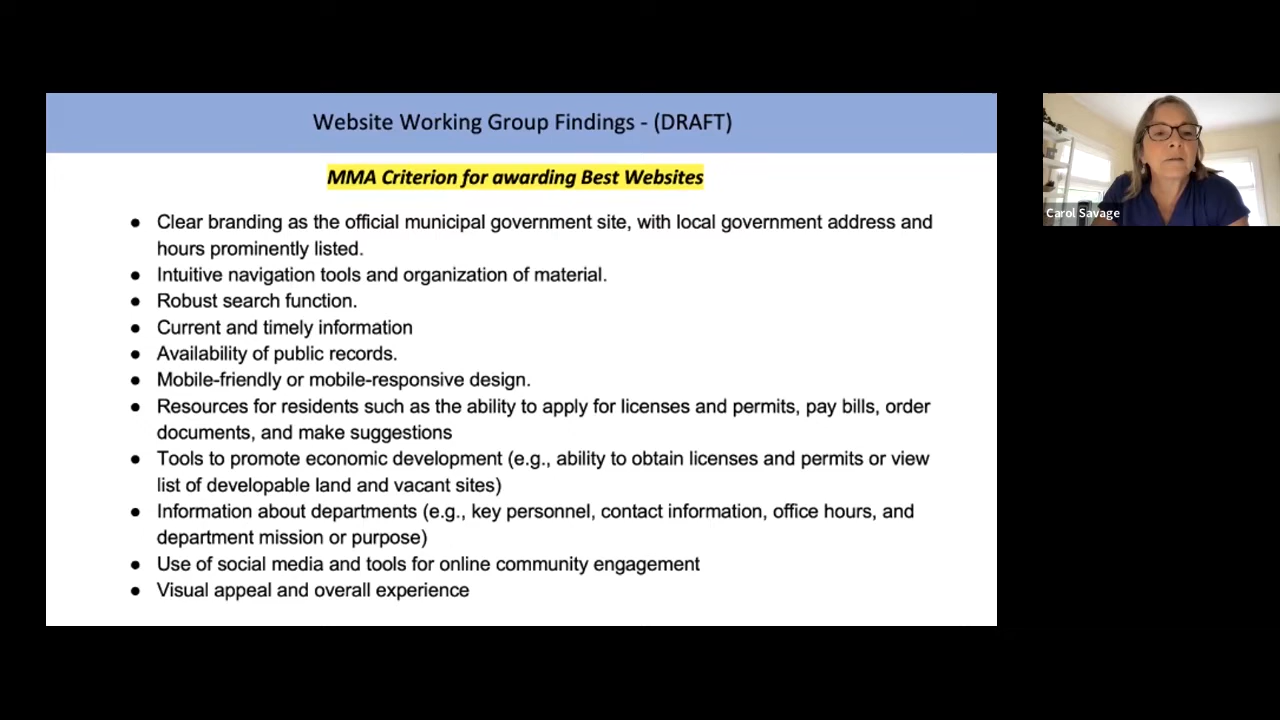 Website Working Group Findings - (DRAFT)
MMA Criterion for awarding Best Websites
● Clear branding as the official municipal government site, with local government address and
hours prominently listed.
● Intuitive navigation tools and organization of material.
● Robust search function.
● Current and timely information
● Availability of public records.
● Mobile-friendly or mobile-responsive design.
● Resources for residents such as the ability to apply for licenses and permits, pay bills, order
documents, and make suggestions
● Tools to promote economic development (e.g., ability to obtain licenses and permits or view
list of developable land and vacant sites)
● Information about departments (e.g., key personnel, contact information, office hours, and
department mission or purpose)
● Use of social media and tools for online community engagement
● Visual appeal and overall experience
Carol Savage